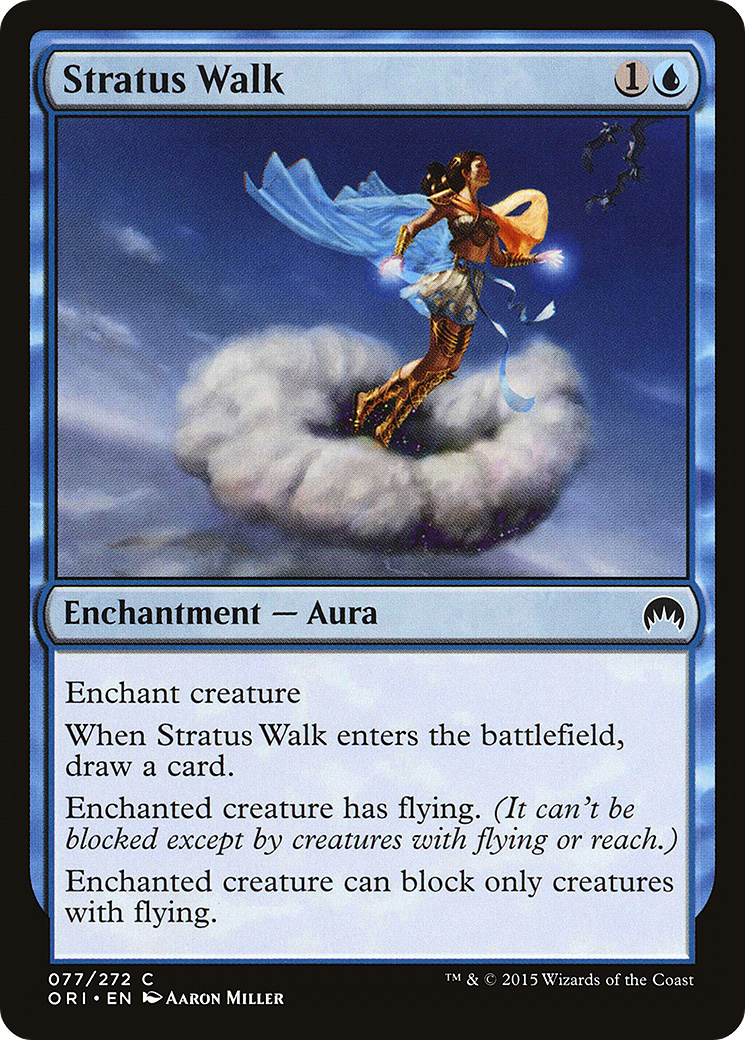 Stratus Walk 1
Enchantment — Aura
Enchant creature
When Stratus Walk enters the battlefield,
draw a card.
Enchanted creature has flying. (It can't be
blocked except by creatures with flying or reach.)
Enchanted creature can block only creatures
with flying.
077/272 C ™ & © 2015 Wizards of the Coast
ORI • EN Aaron Miller